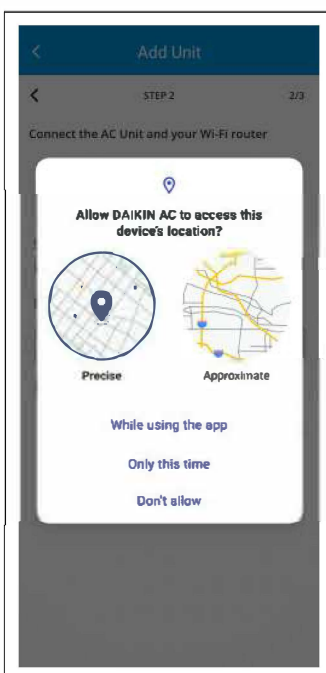 Add Unit
STEP 2
2/3
Connect the AC Unit and your Wi-Fi router
Allow DAIKIN AC to access this
device's location?
Precise
Approximate
While using the app
Only this time
Don't allow